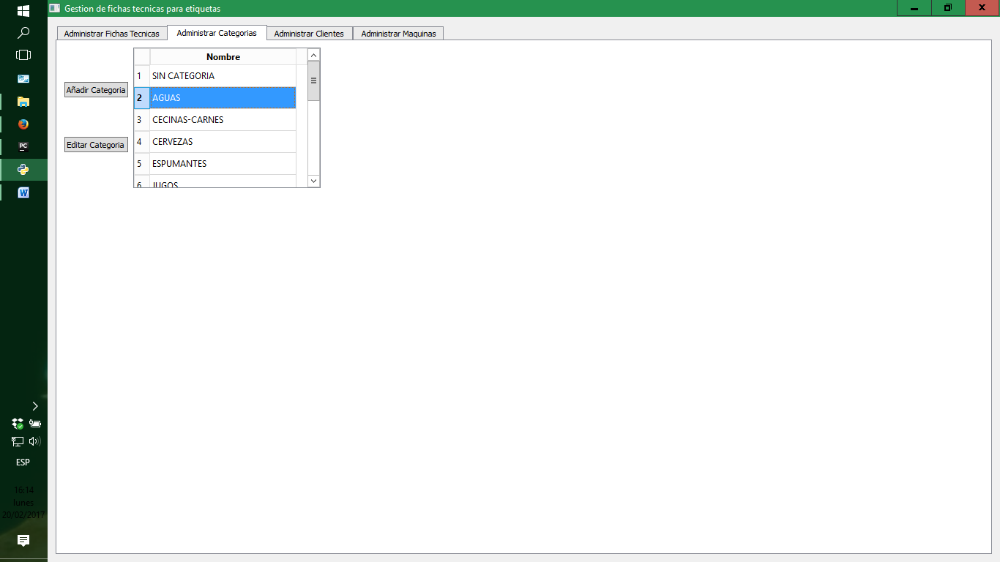 Gestion de fichas tecnicas para etiquetas
Administrar Fichas Tecnicas
Administrar Categorias
Administrar Clientes
Administrar Maquinas
Nombre
1 SIN CATEGORIA
Añadir Categoria
2 AGUAS
3 CECINAS-CARNES
Editar Categoria
4 CERVEZAS
5 ESPUMANTES
6 JUGOS
PC
W
ESP
16:14
lunes
20/02/2017